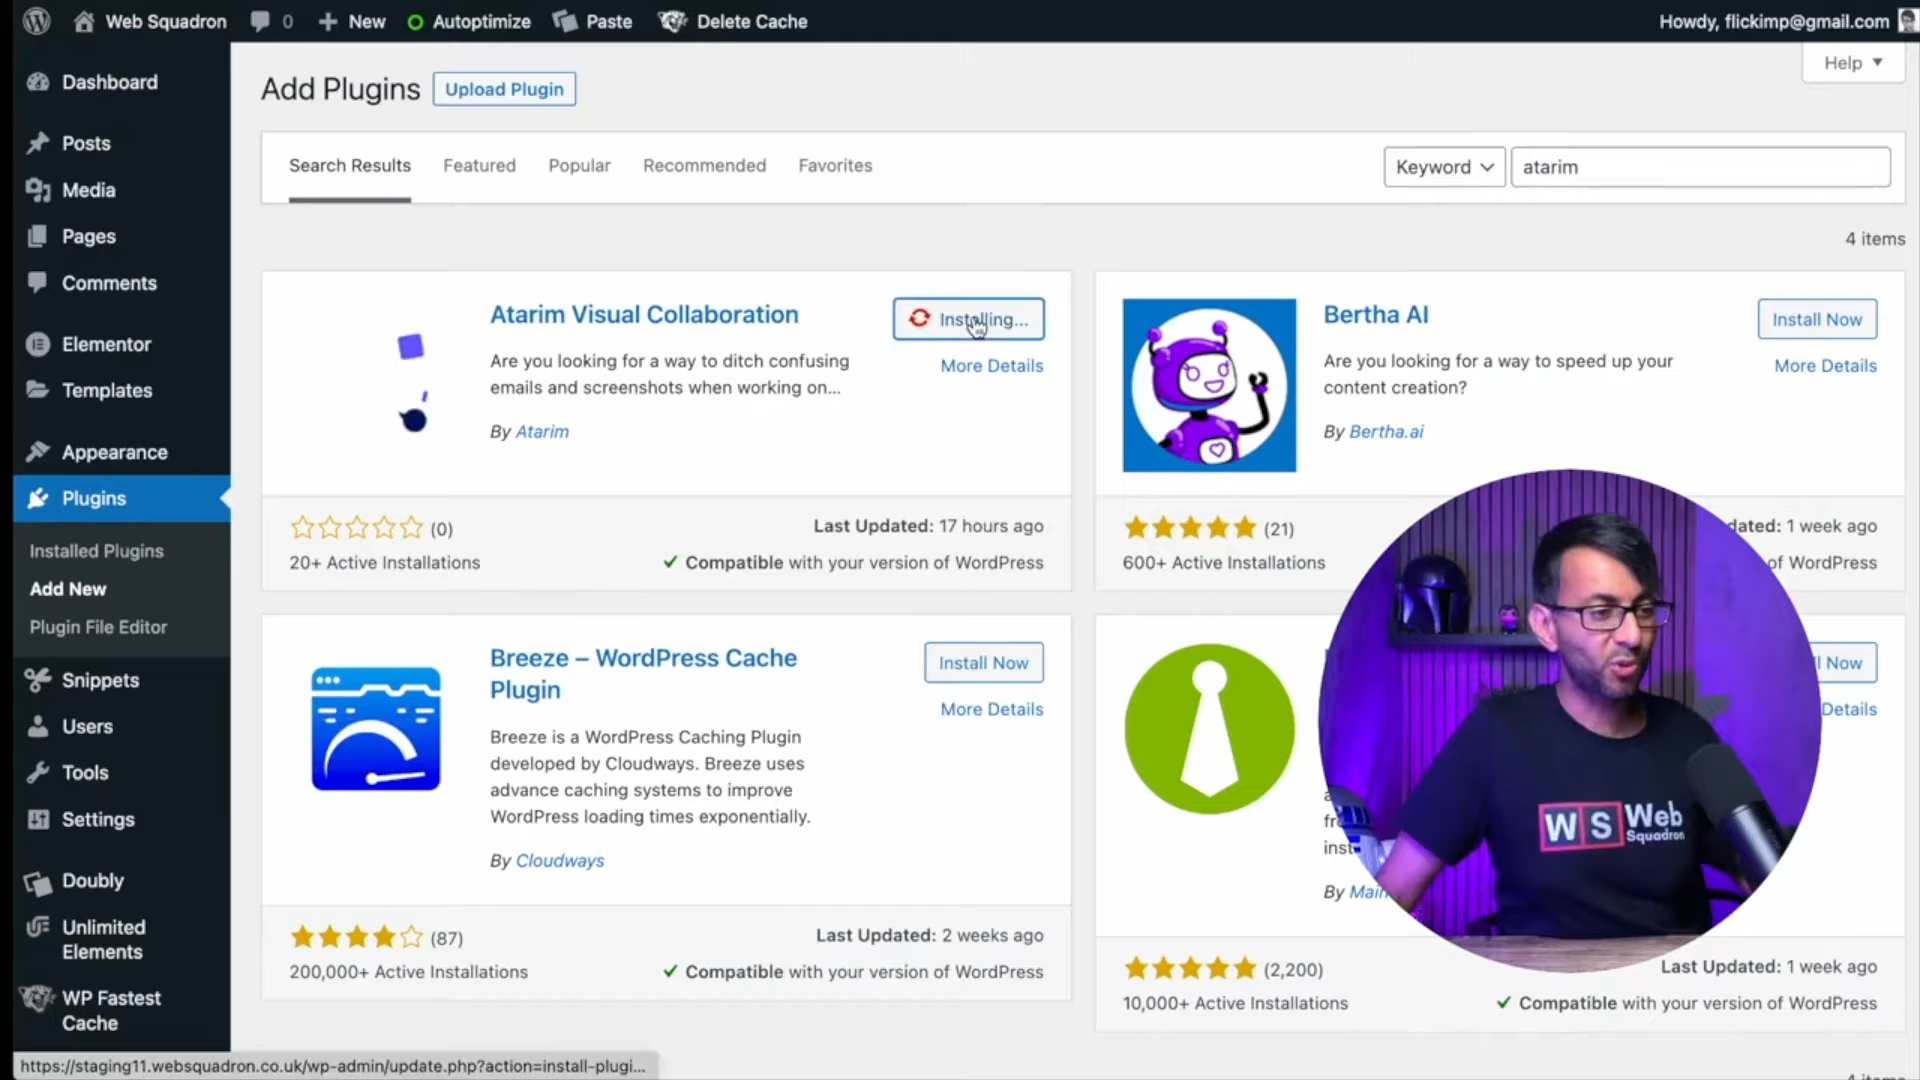 Web Squadron
0
New
Autoptimize
Paste
Delete Cache
Howdy, flickimp@gmail.com
Dashboard
Posts
Media
Pages
Comments
Elementor
Templates
Appearance
Plugins
Installed Plugins
Add New
Plugin File Editor
Snippets
Users
Tools
Settings
Doubly
Unlimited
Elements
WP Fastest
Cache
Add Plugins
Upload Plugin
Help
Search Results
Featured
Popular
Recommended
Favorites
Keyword
atarim
4 items
Atarim Visual Collaboration
Installing...
More Details
Are you looking for a way to ditch confusing
emails and screenshots when working on...
By Atarim
(0)
Last Updated: 17 hours ago
20+ Active Installations
Compatible with your version of WordPress
Bertha AI
Install Now
More Details
Are you looking for a way to speed up your
content creation?
By Bertha.ai
(21)
dated: 1 week ago
600+ Active Installations
of WordPress
Breeze – WordPress Cache
Plugin
Install Now
More Details
Breeze is a WordPress Caching Plugin
developed by Cloudways. Breeze uses
advance caching systems to improve
WordPress loading times exponentially.
By Cloudways
(87)
Last Updated: 2 weeks ago
200,000+ Active Installations
Compatible with your version of WordPress
l Now
Details
inst
By Main
(2,200)
Last Updated: 1 week ago
10,000+ Active Installations
Compatible with your version of WordPress
WS Web
Squadron
https://staging11.websquadron.co.uk/wp-admin/update.php?action=install-plugi...